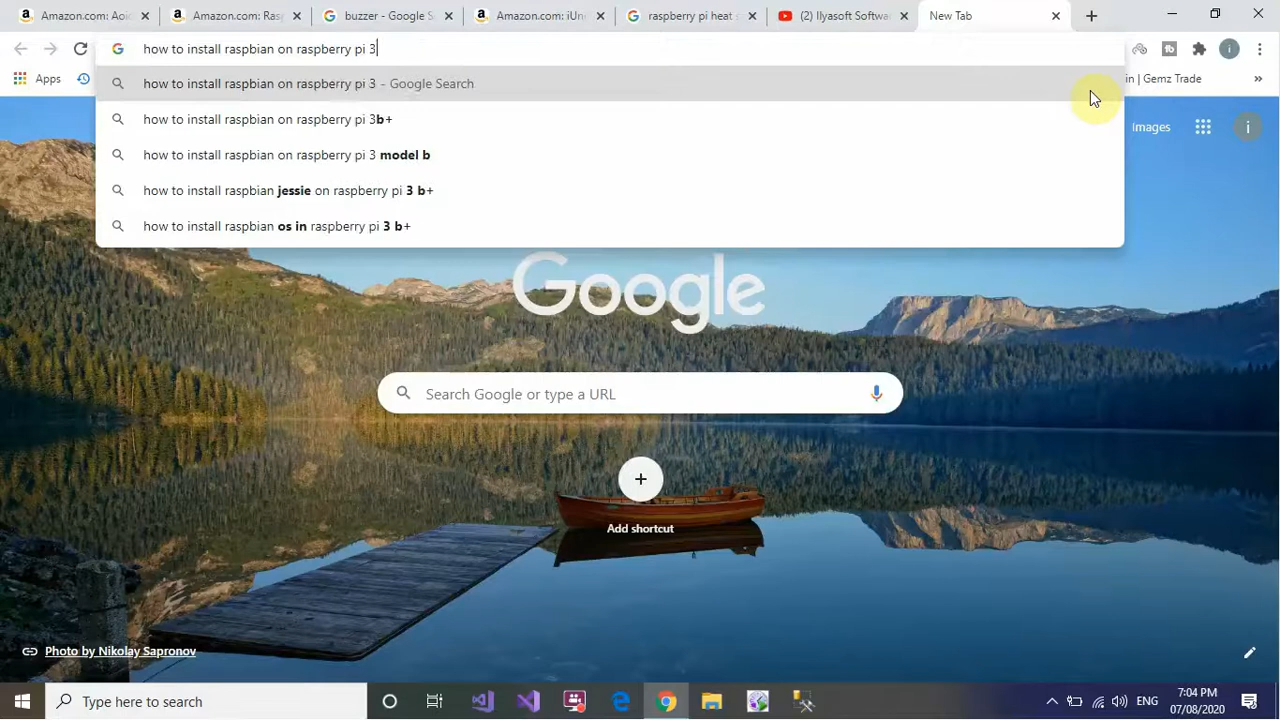 Amazon.com: Aoid
Amazon.com: Rasp
buzzer - Google S
Amazon.com: iUni
raspberry pi heat s
(2) Ilyasoft Softwa
New Tab
how to install raspbian on raspberry pi 3
i
Apps
in | Gemz Trade
»
how to install raspbian on raspberry pi 3 - Google Search
how to install raspbian on raspberry pi 3b+
how to install raspbian on raspberry pi 3 model b
how to install raspbian jessie on raspberry pi 3 b+
how to install raspbian os in raspberry pi 3 b+
Images
i
Google
Search Google or type a URL
Add shortcut
Photo by Nikolay Sapronov
Type here to search
ENG
7:04 PM
07/08/2020